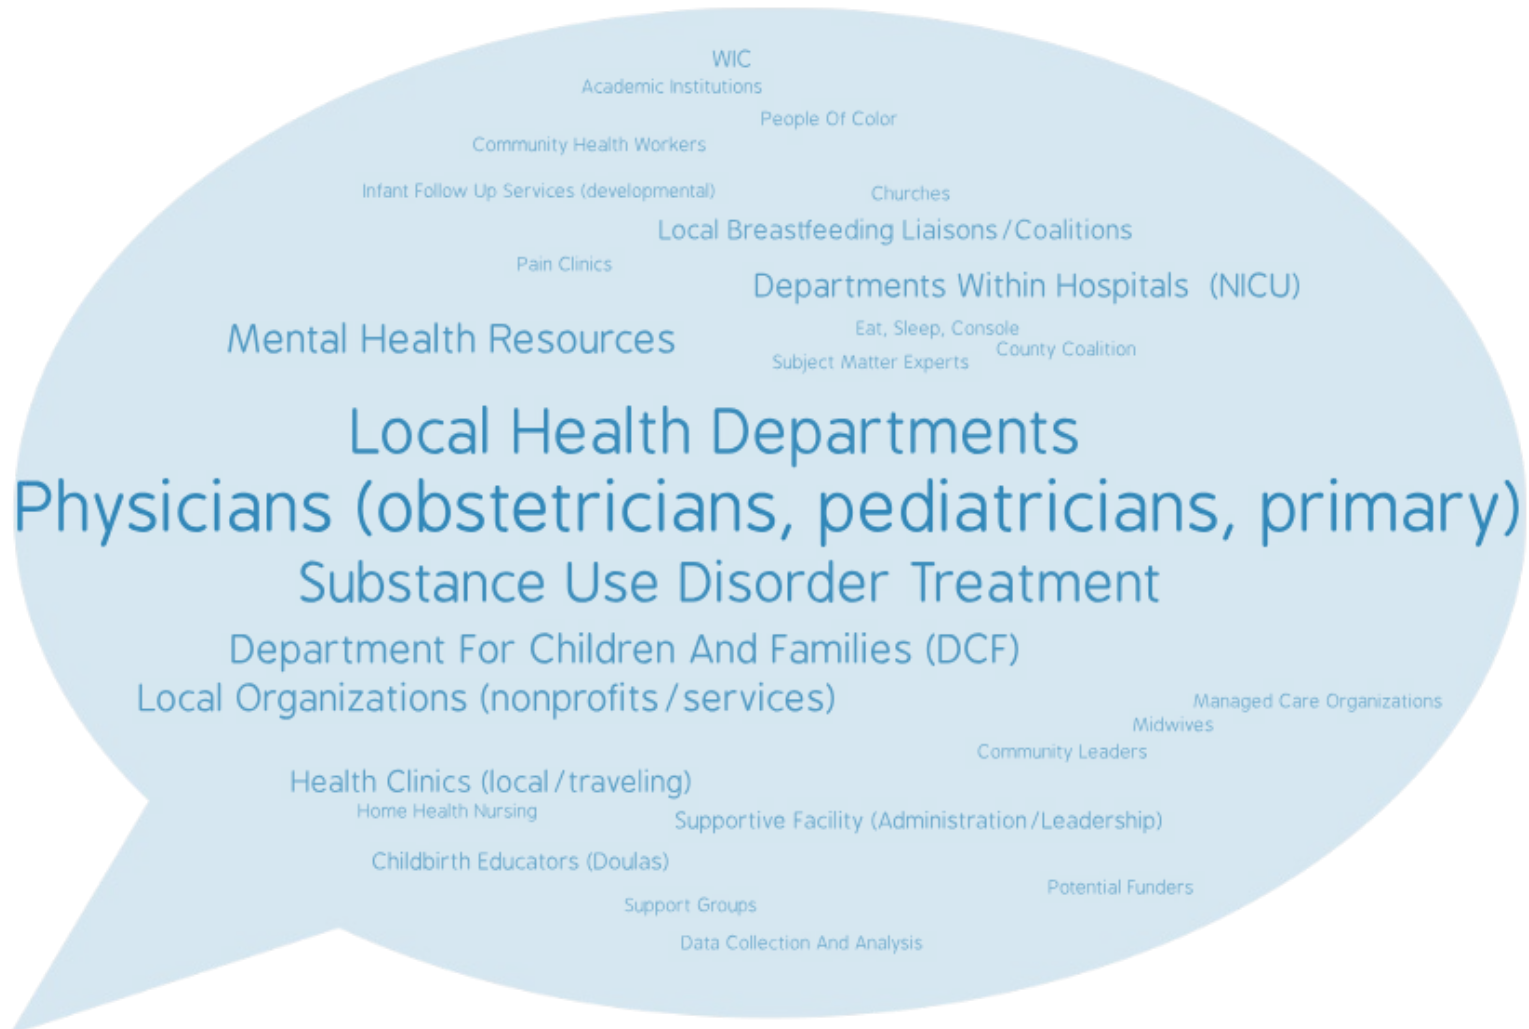 WIC
Academic Institutions
People Of Color
Community Health Workers
Infant Follow Up Services (developmental)
Churches
Local Breastfeeding Liaisons/Coalitions
Pain Clinics
Departments Within Hospitals (NICU)
Mental Health Resources
Eat, Sleep, Console
County Coalition
Subject Matter Experts
Local Health Departments
Physicians (obstetricians, pediatricians, primary)
Substance Use Disorder Treatment
Department For Children And Families (DCF)
Local Organizations (nonprofits/services)
Managed Care Organizations
Midwives
Community Leaders
Health Clinics (local/traveling)
Home Health Nursing
Supportive Facility (Administration/Leadership)
Childbirth Educators (Doulas)
Potential Funders
Support Groups
Data Collection And Analysis